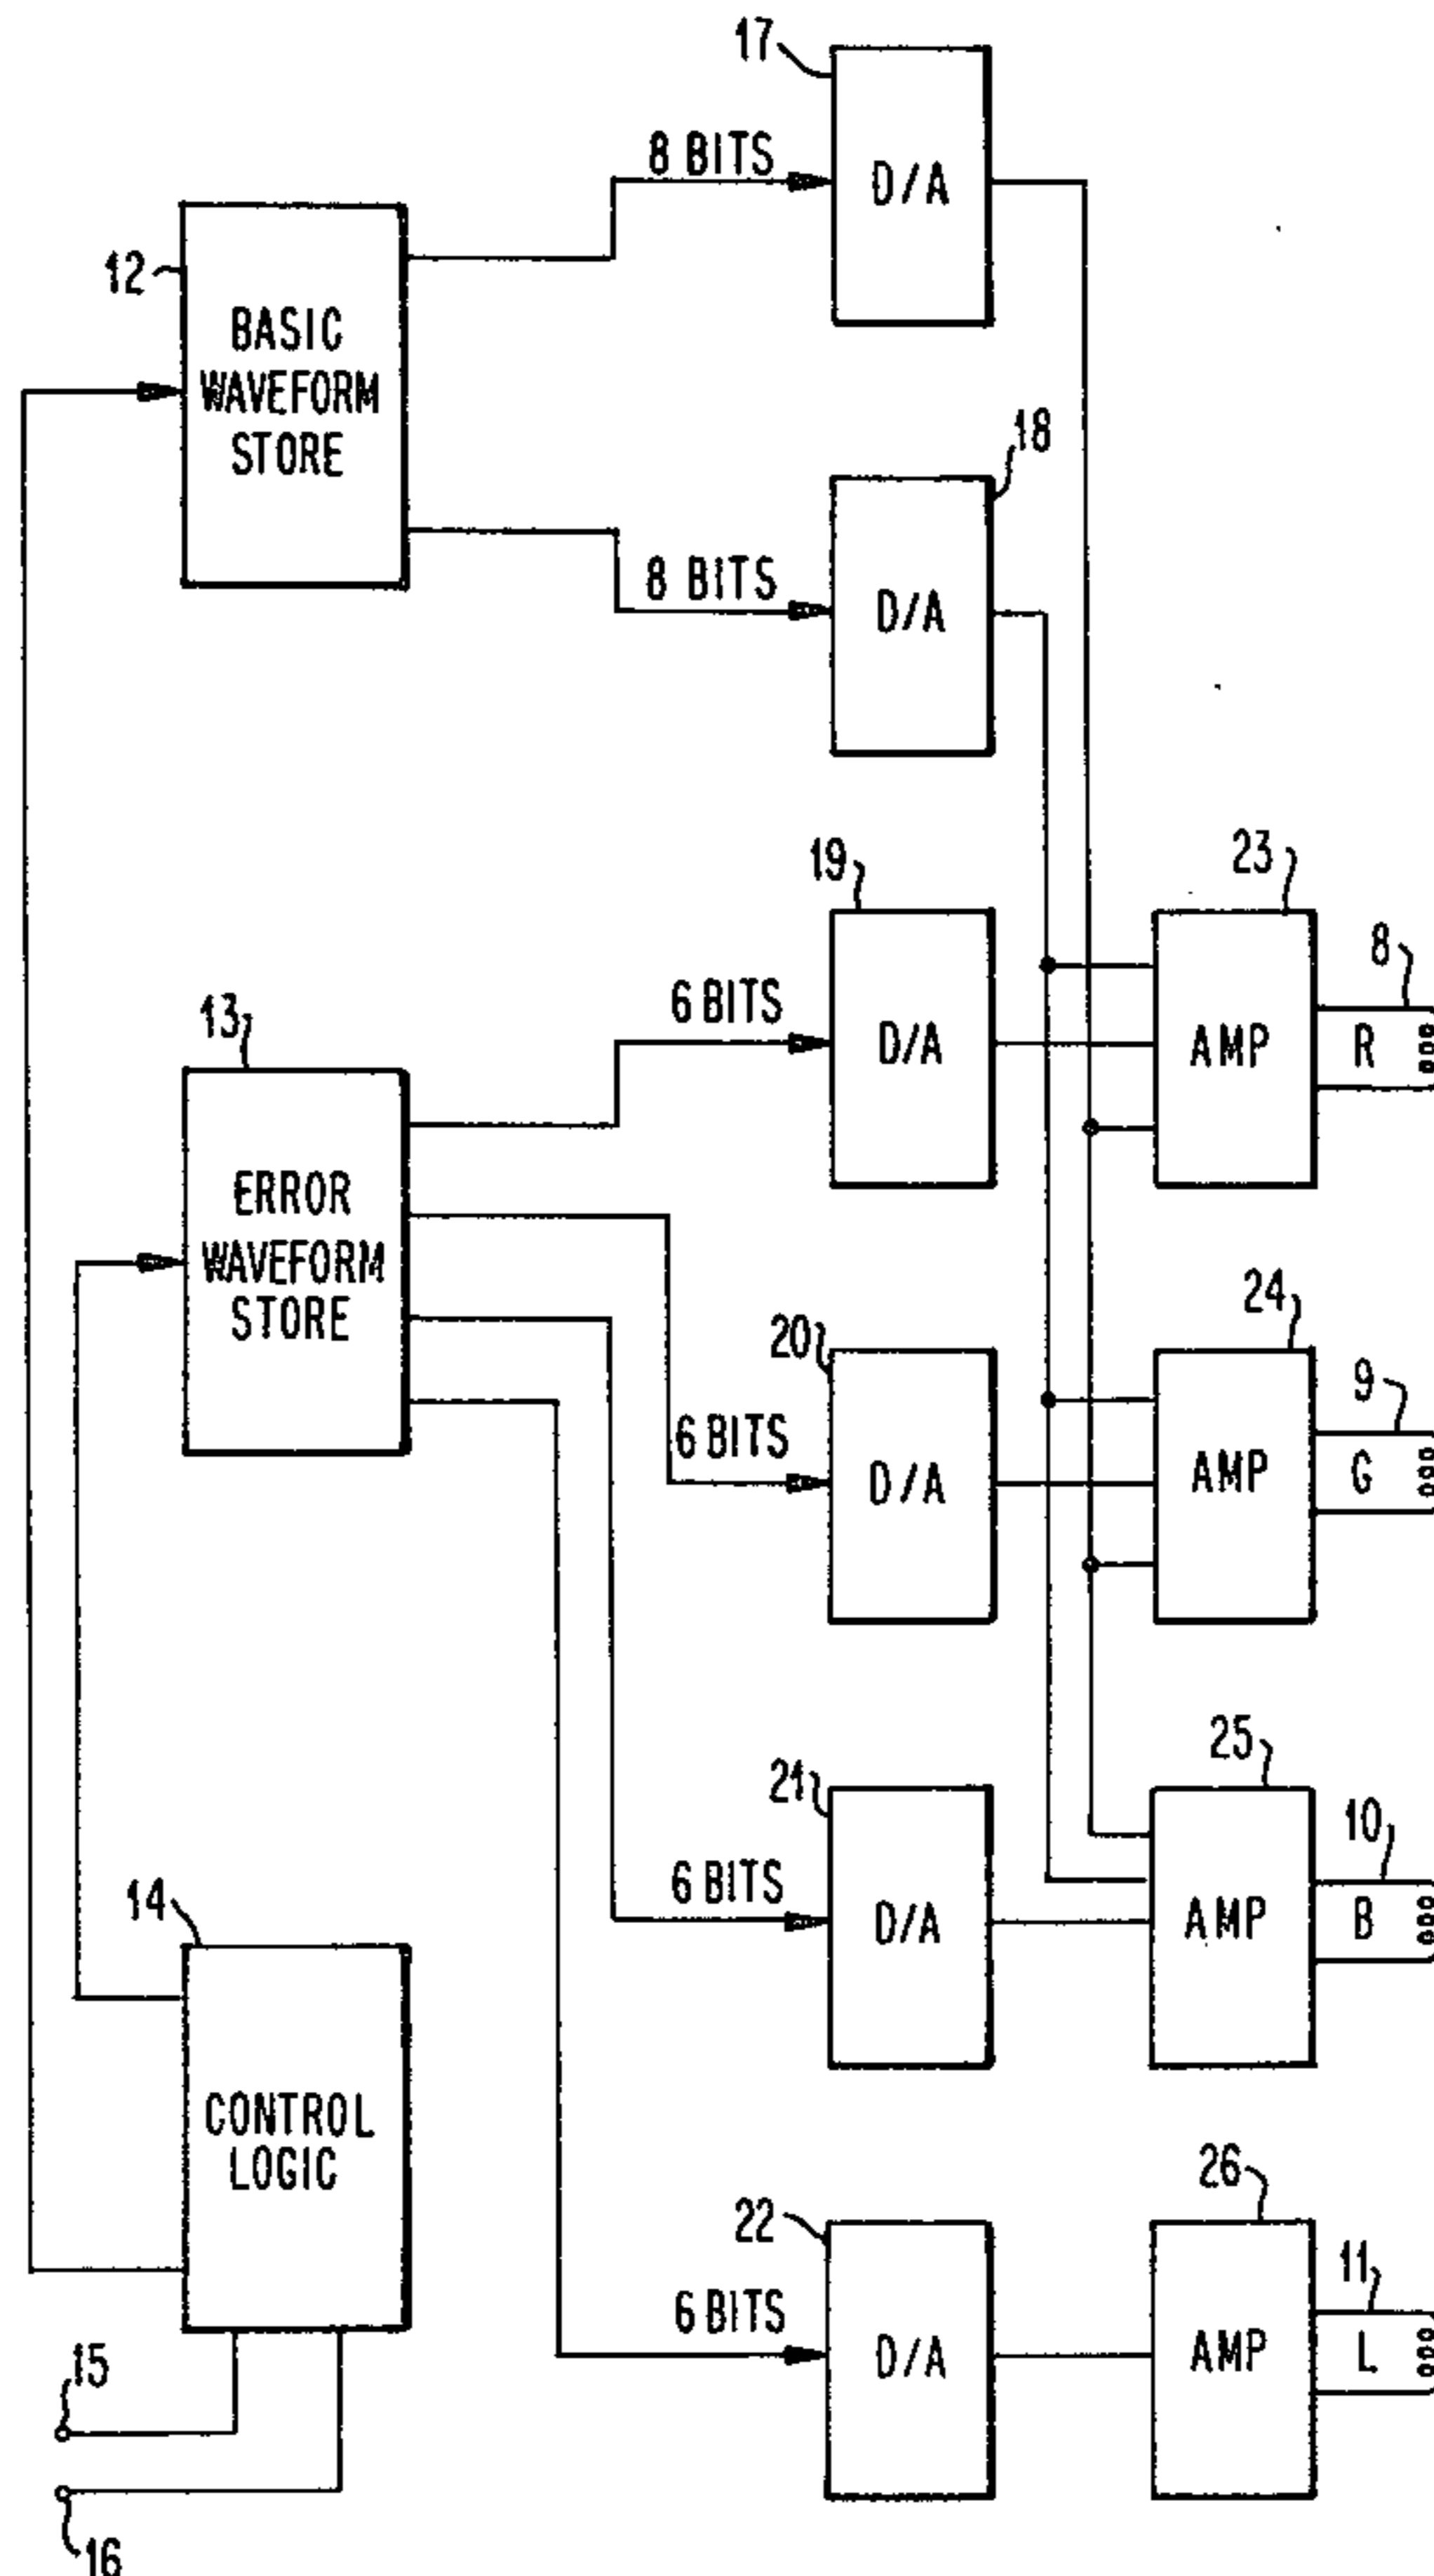 17
8 BITS
D/A
12
BASIC
WAVEFORM
STORE
18
8 BITS
D/A
19
23
8
6 BITS
D/A
AMP
R
13
ERROR
WAVEFORM
STORE
20
24
9
6 BITS
D/A
AMP
G
21
25
10
6 BITS
D/A
AMP
B
14
CONTROL
LOGIC
22
26
11
6 BITS
D/A
AMP
L
15
16